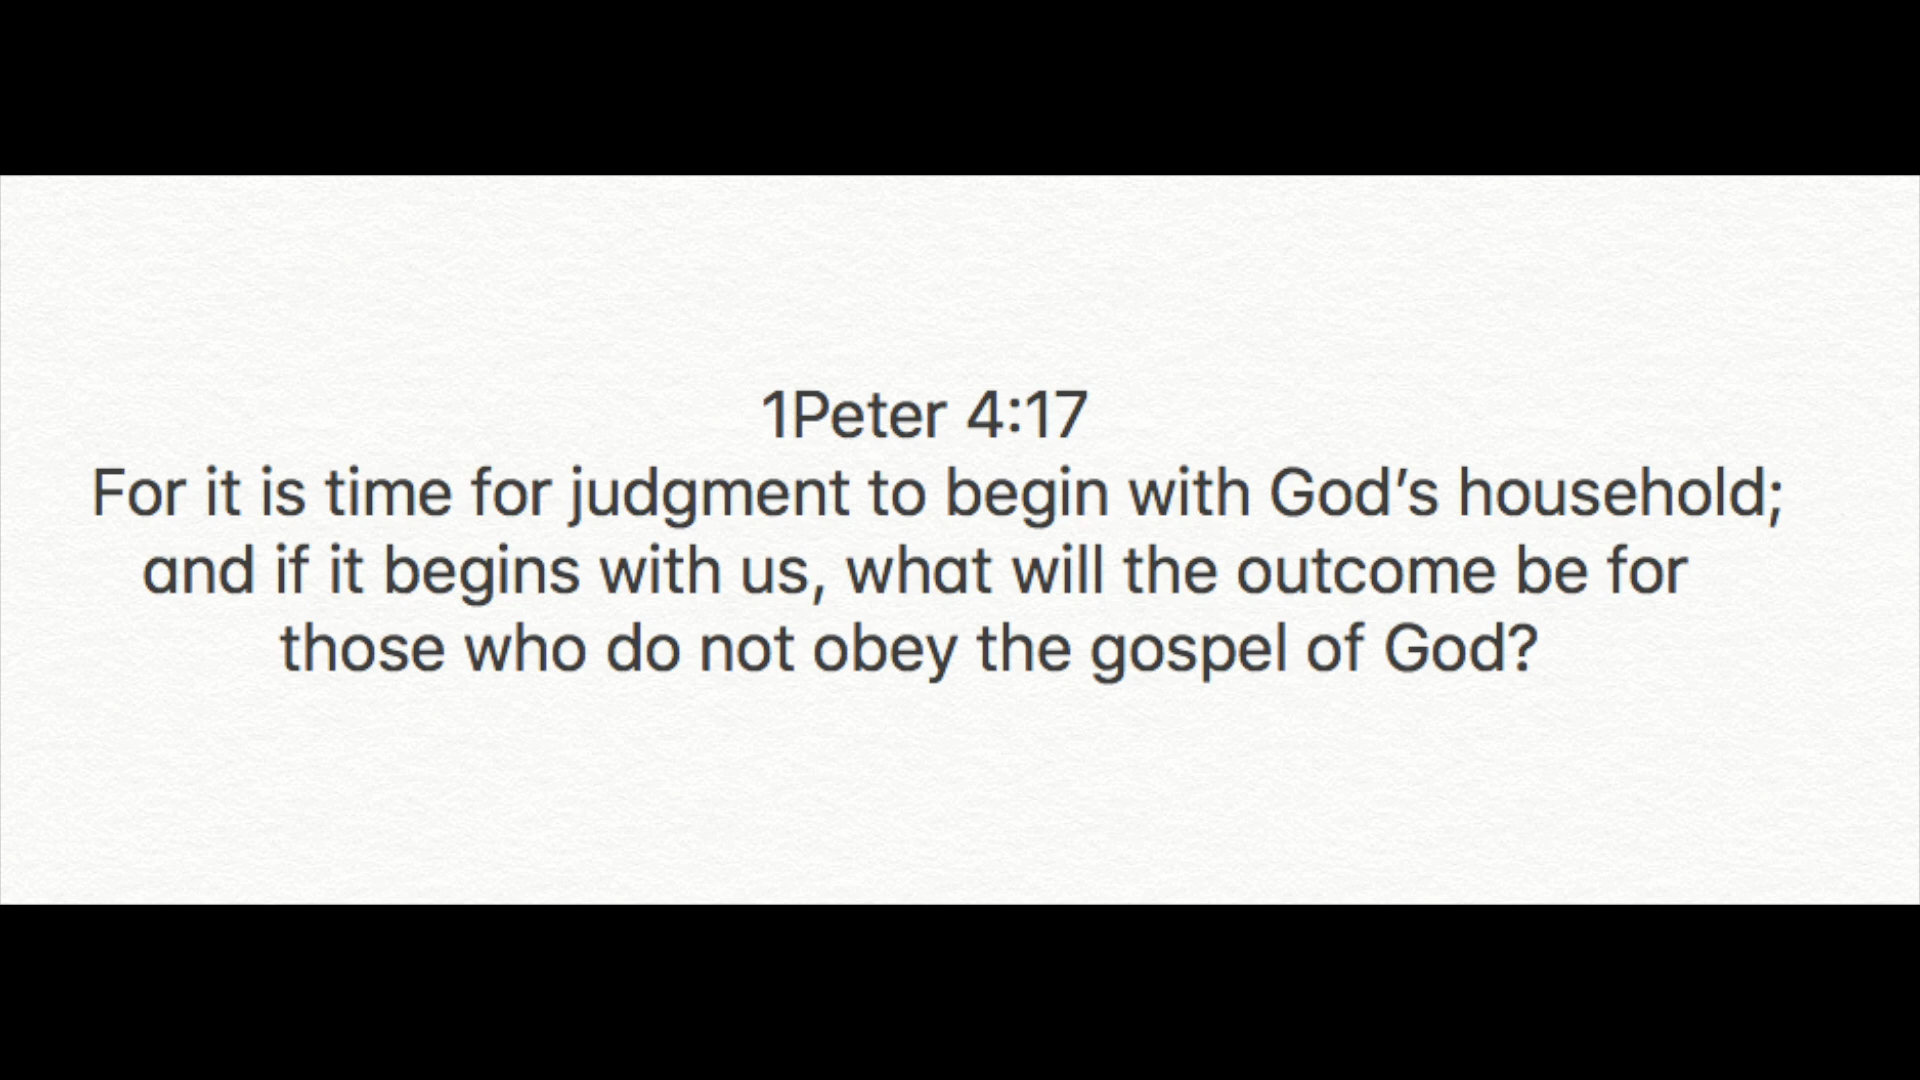 1Peter 4:17
For it is time for judgment to begin with God’s household;
and if it begins with us, what will the outcome be for
those who do not obey the gospel of God?